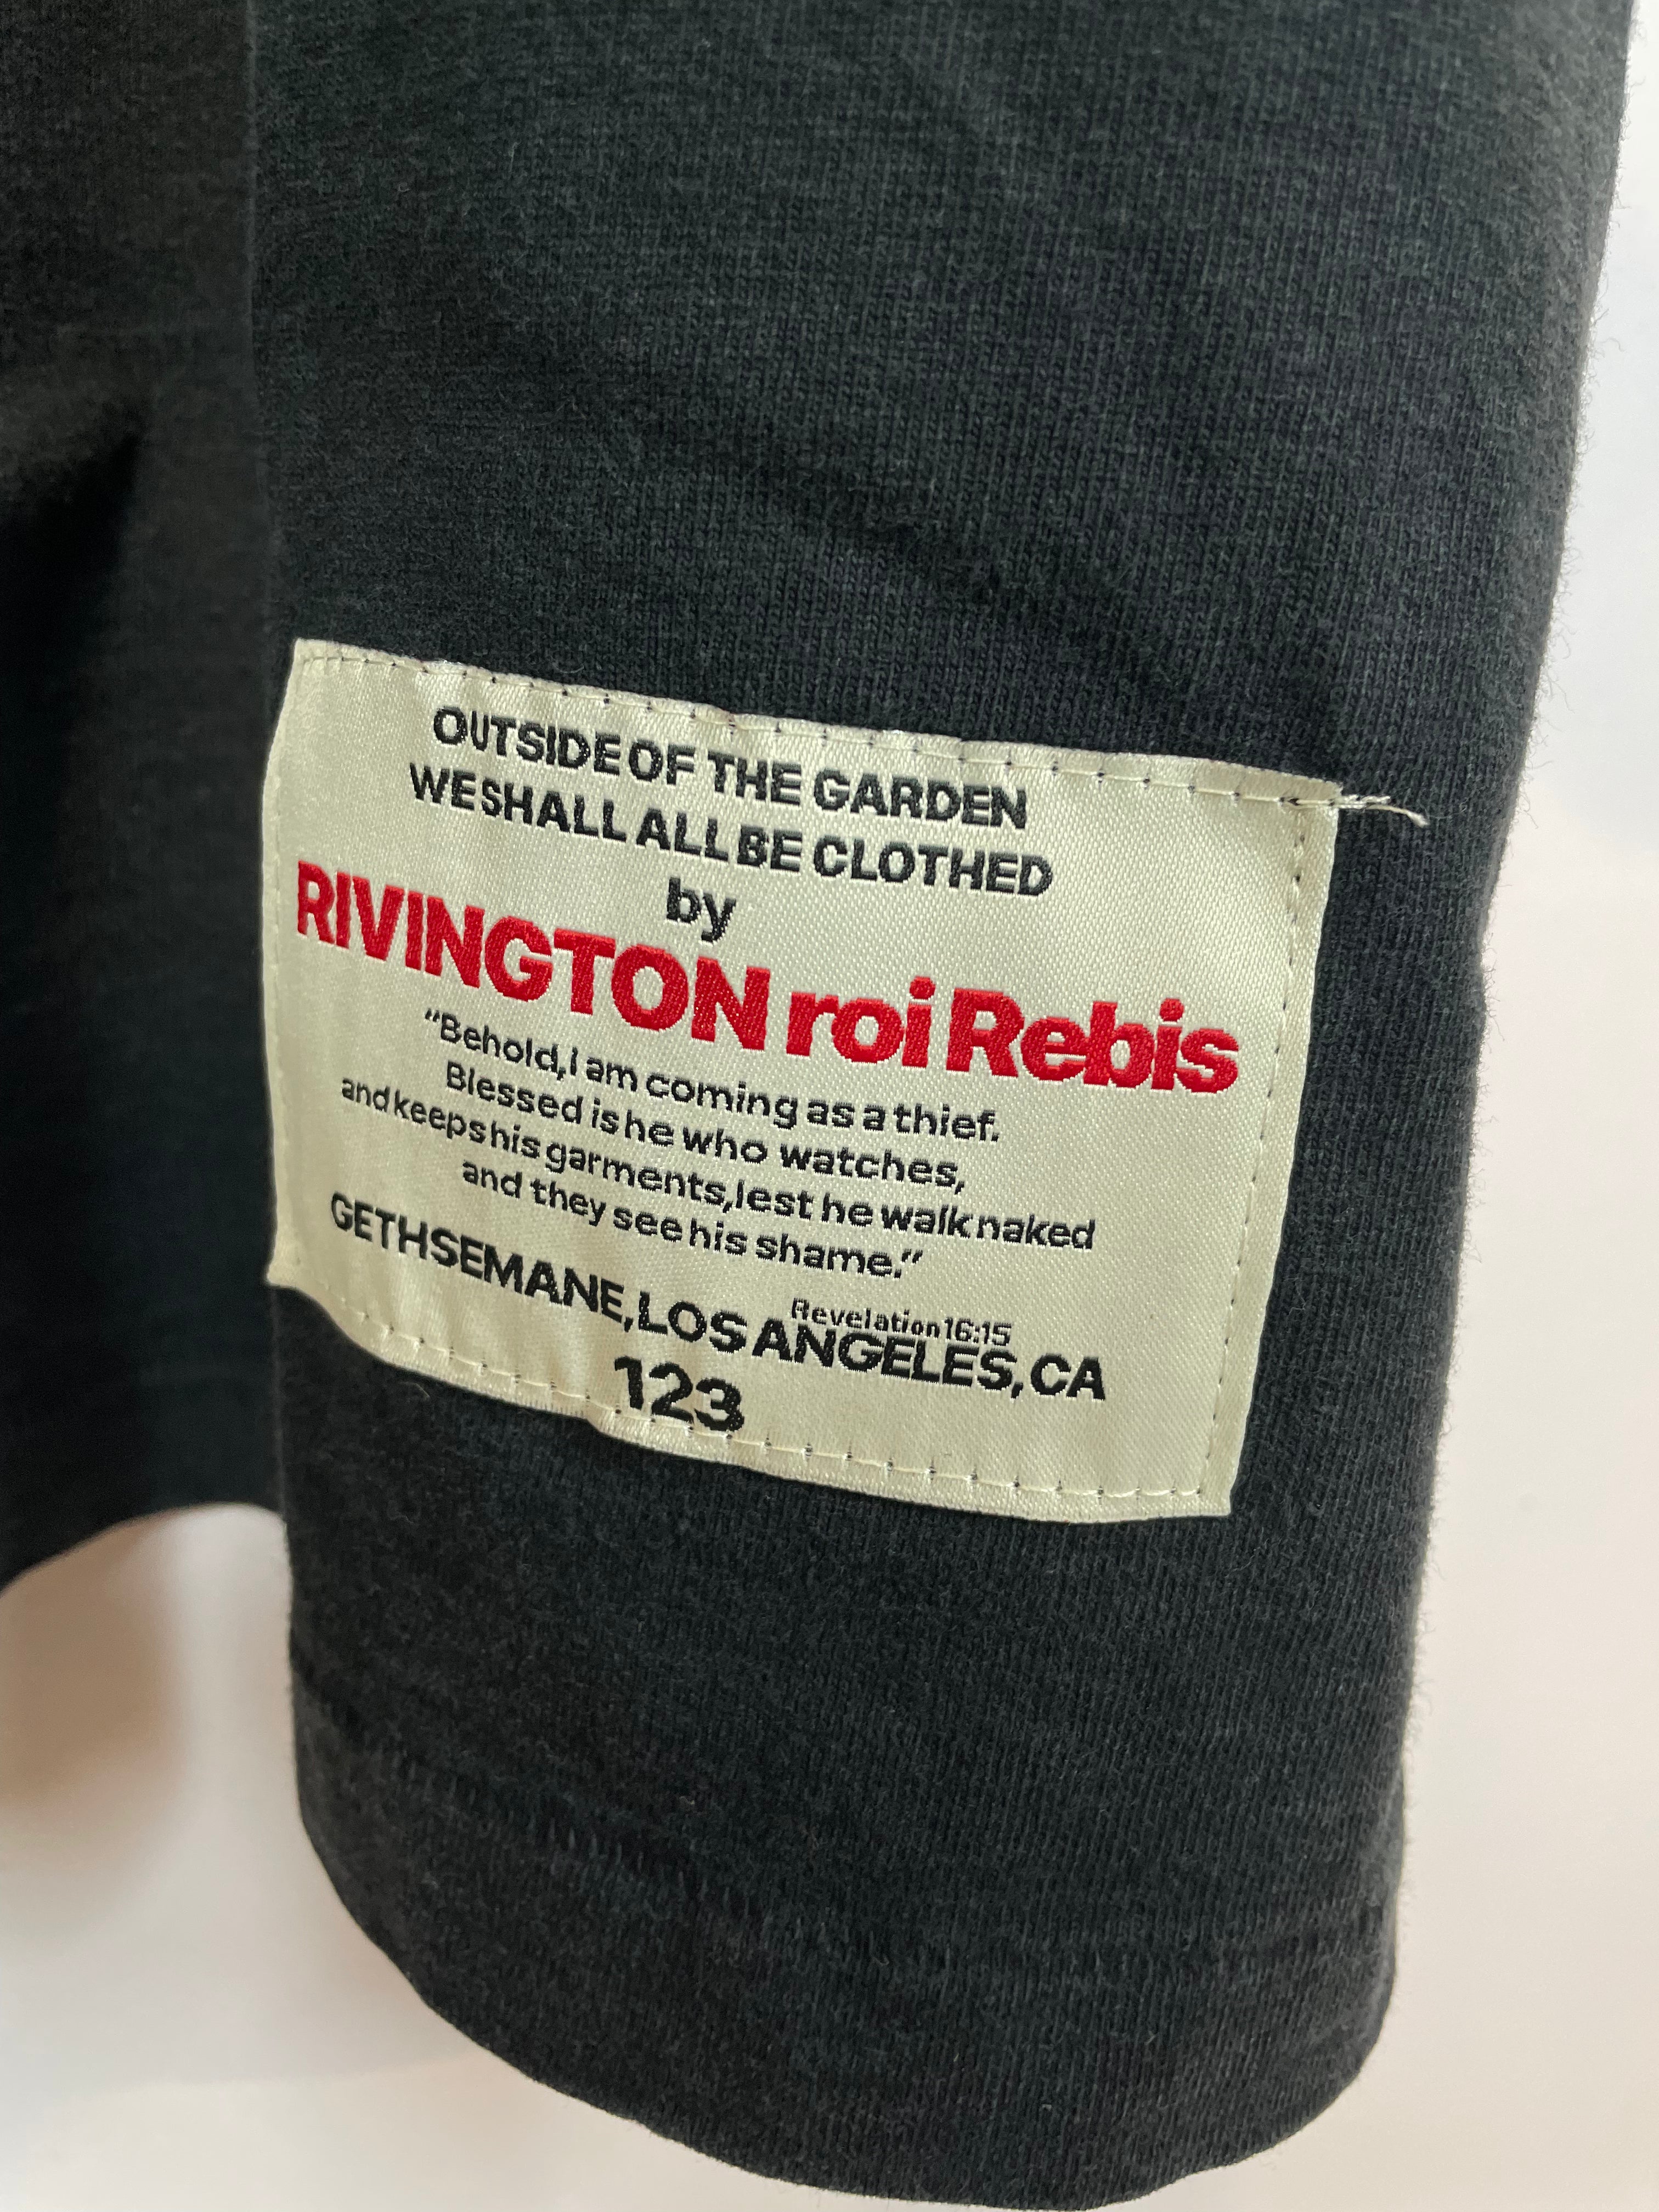 OUTSIDE OF THE GARDEN
WE SHALL ALL BE CLOTHED
by
RIVINGTON roi Rebis
“Behold, I am coming as a thief.
Blessed is he who watches,
and keeps his garments, lest he walk naked
and they see his shame.”
Revelation 16:15
GETHSEMANE, LOS ANGELES, CA
123